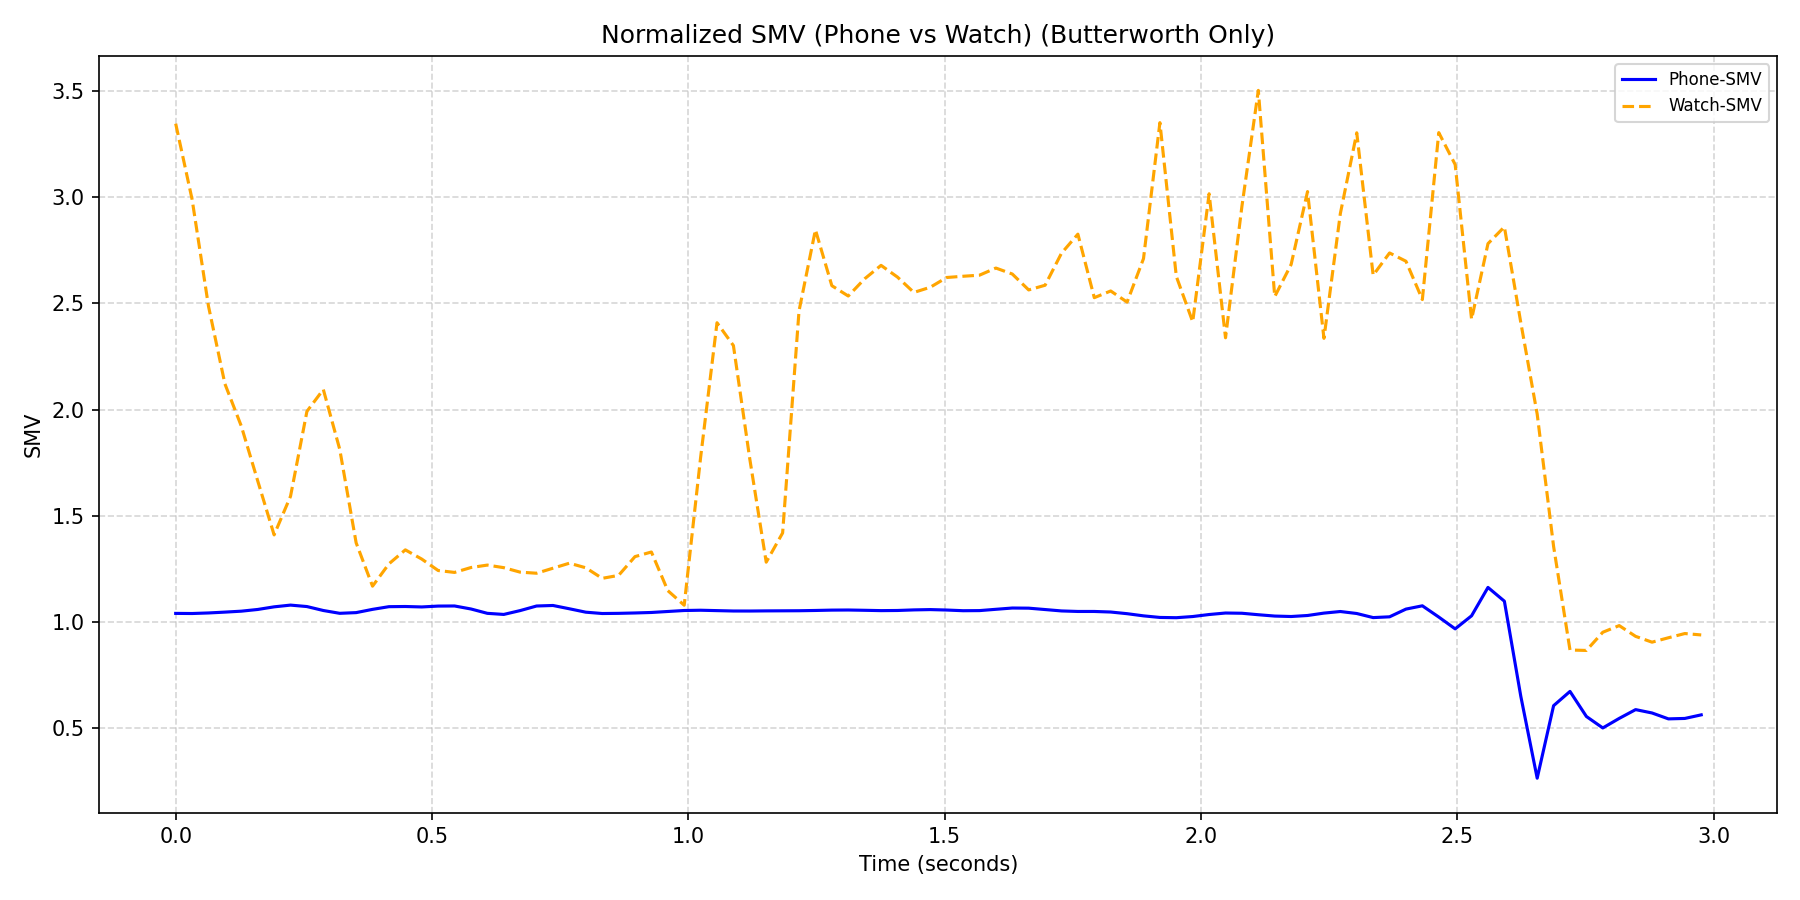 Normalized SMV (Phone vs Watch) (Butterworth Only)
Phone-SMV
Watch-SMV
SMV
3.5
3.0
2.5
2.0
1.5
1.0
0.5
0.0 0.5 1.0 1.5 2.0 2.5 3.0
Time (seconds)